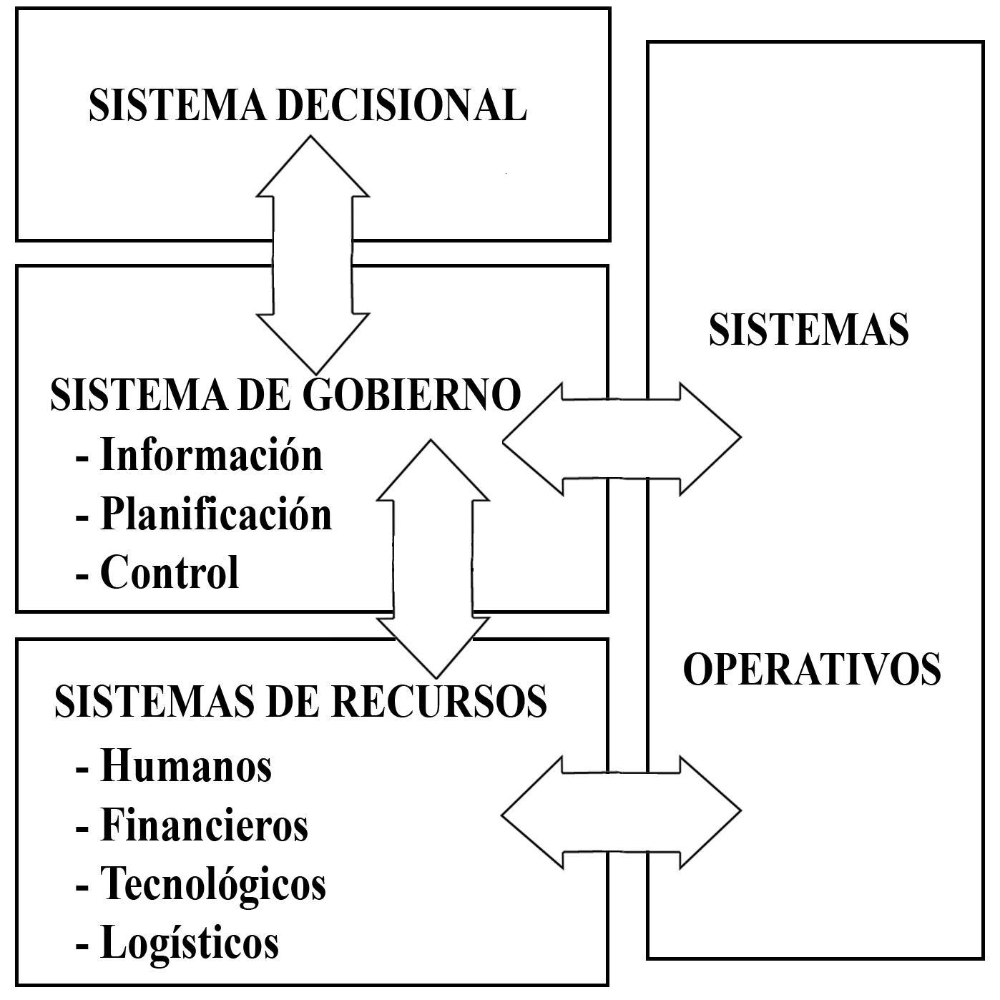 SISTEMA DECISIONAL
SISTEMA DE GOBIERNO
- Información
- Planificación
- Control
SISTEMAS DE RECURSOS
- Humanos
- Financieros
- Tecnológicos
- Logísticos
SISTEMAS
OPERATIVOS